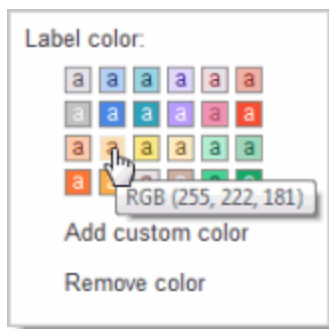 Label color:
a a a a a a
a a a a a a
a a a a a a
a a
RGB (255, 222, 181)
Add custom color
Remove color